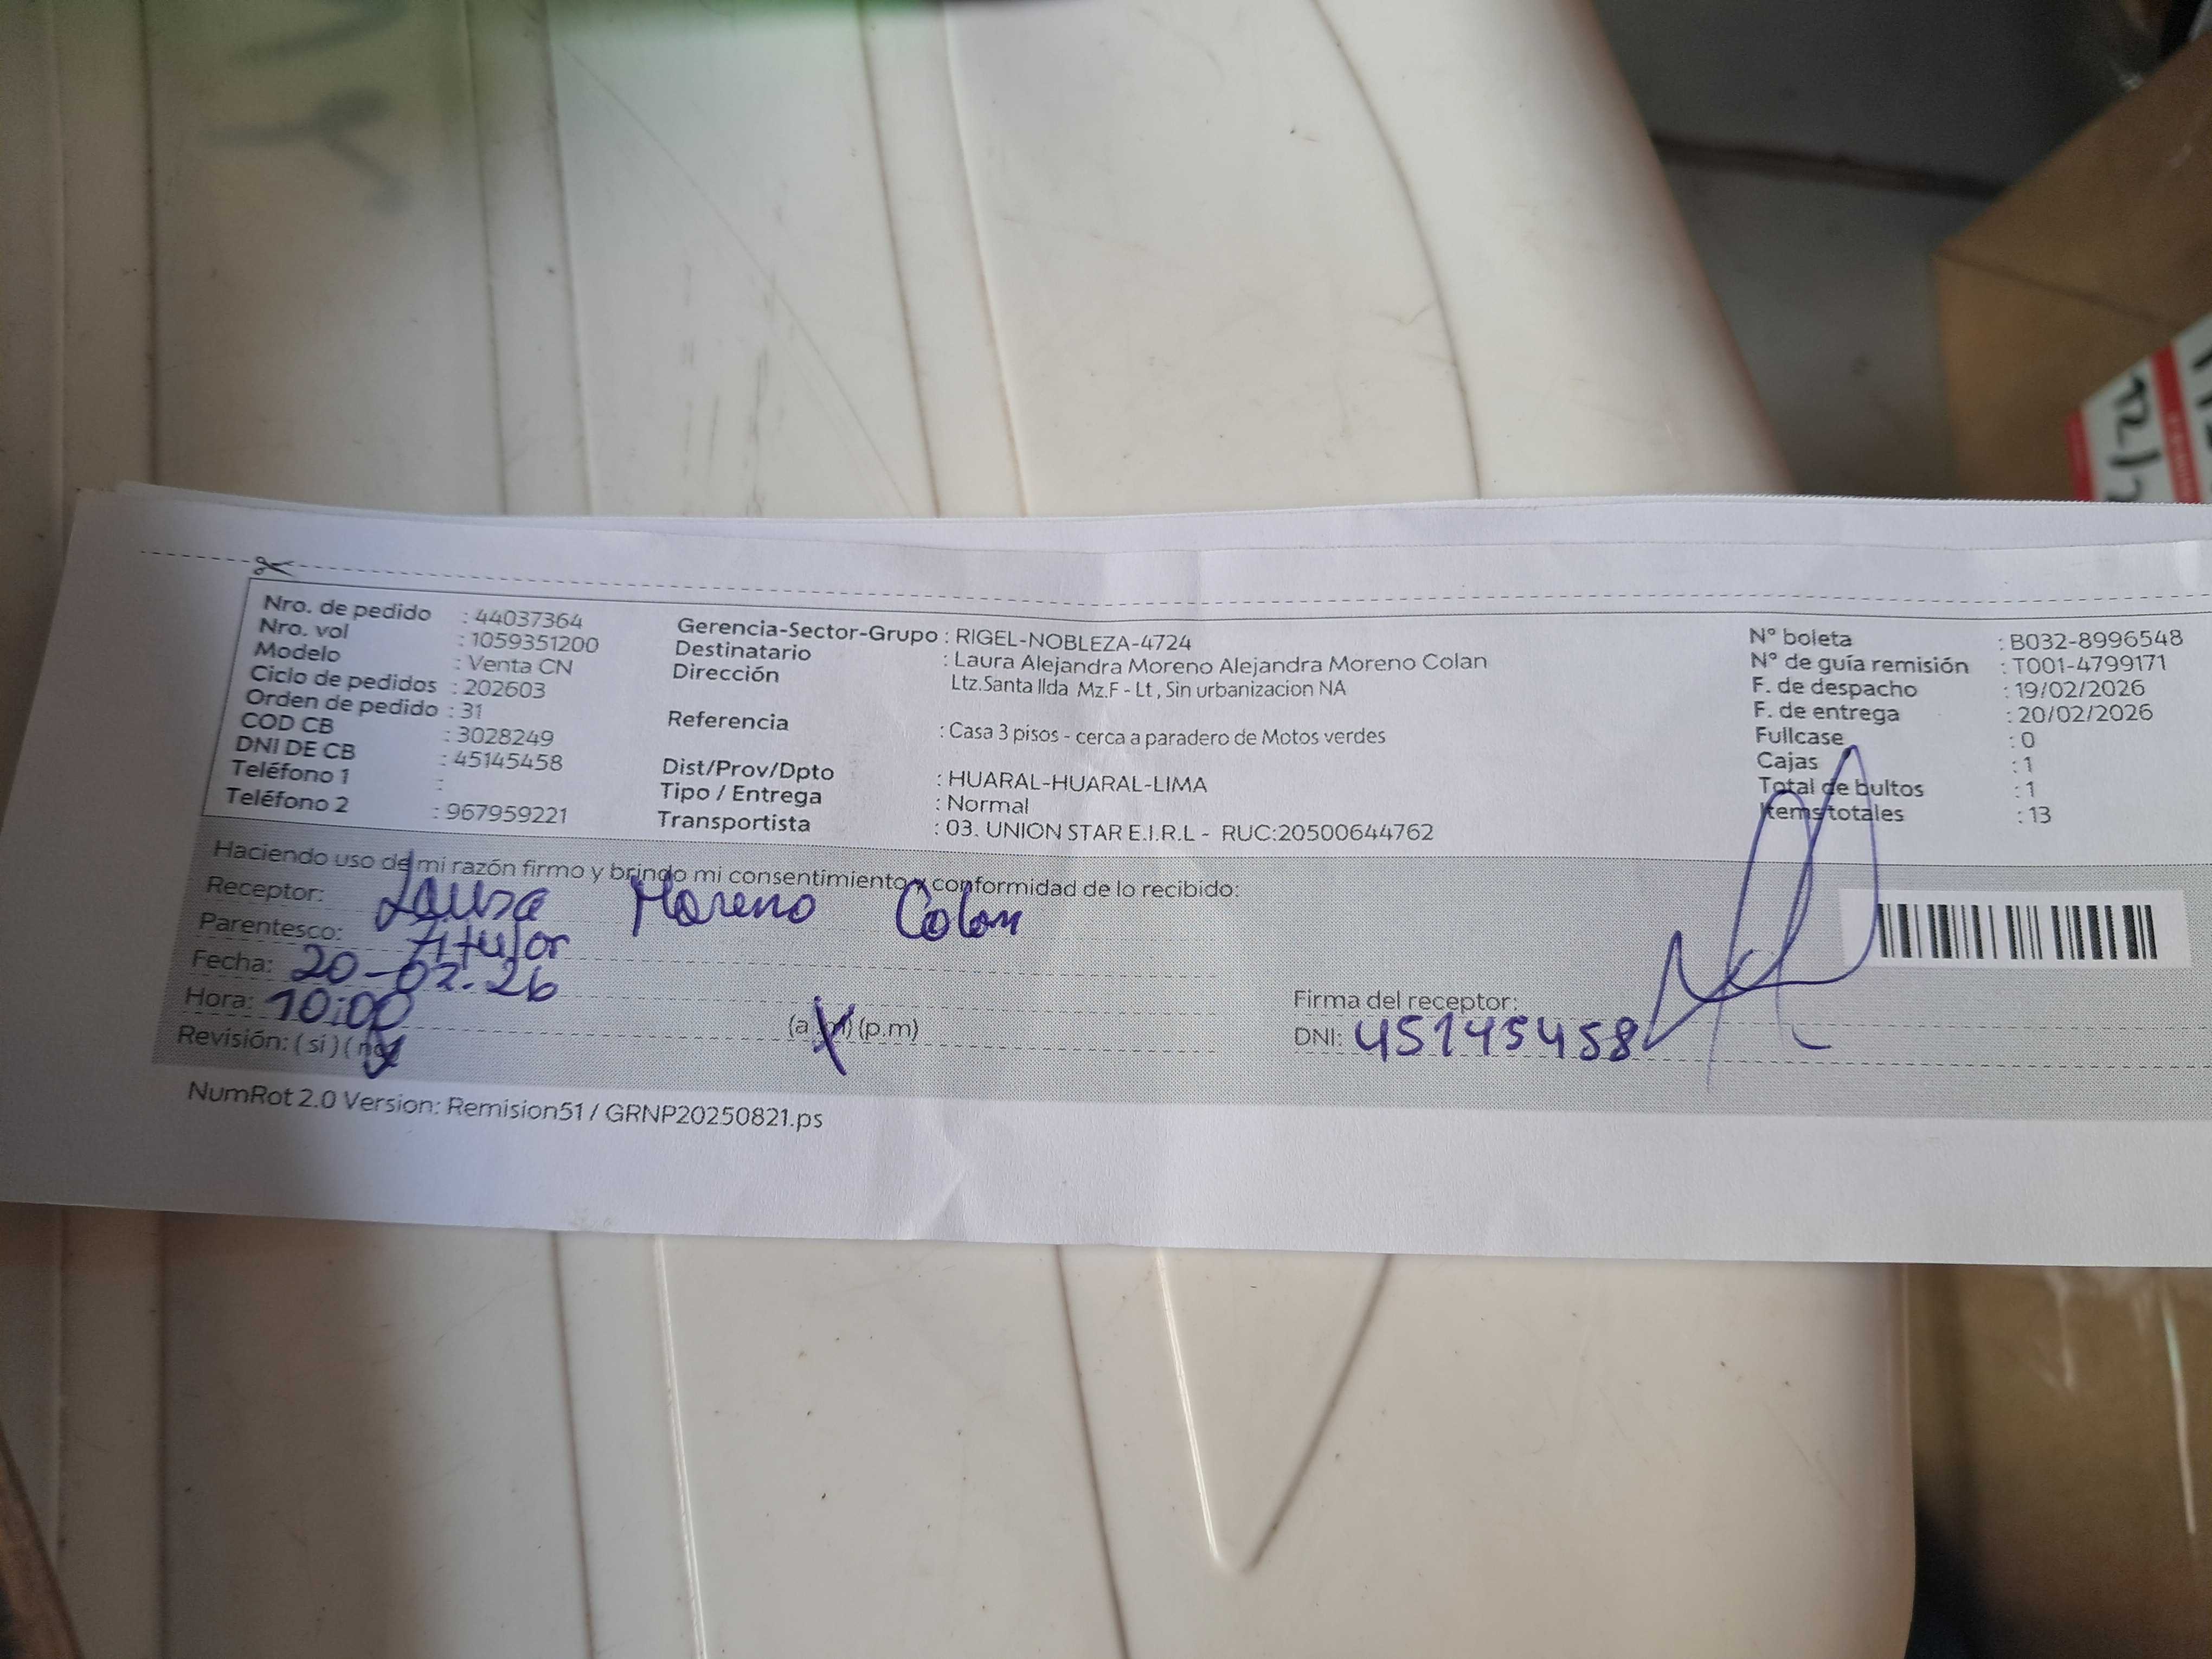 Nro. de pedido : 44037364
Nro. vol : 1059351200
Modelo : Venta CN
Ciclo de pedidos : 202603
Orden de pedido : 31
COD CB : 3028249
DNI DE CB : 45145458
Teléfono 1 :
Teléfono 2 : 967959221
Gerencia-Sector-Grupo : RIGEL-NOBLEZA-4724
Destinatario : Laura Alejandra Moreno Alejandra Moreno Colan
Dirección Ltz.Santa Ilda Mz.F - Lt , Sin urbanizacion NA
Referencia : Casa 3 pisos - cerca a paradero de Motos verdes
Dist/Prov/Dpto : HUARAL-HUARAL-LIMA
Tipo / Entrega : Normal
Transportista : 03. UNION STAR E.I.R.L - RUC:20500644762
N° boleta : B032-8996548
N° de guía remisión : T001-4799171
F. de despacho : 19/02/2026
F. de entrega : 20/02/2026
Fullcase : 0
Cajas : 1
Total de bultos : 1
Items totales : 13
Haciendo uso de mi razón firmo y brindo mi consentimiento y conformidad de lo recibido:
Receptor: Laura Moreno Colan
Parentesco: Titular
Fecha: 20-02.26
Hora: 10:00 (a.m) (p.m)
Revisión: ( si ) ( no )
Firma del receptor:
DNI: 45145458
NumRot 2.0 Version: Remision51 / GRNP20250821.ps